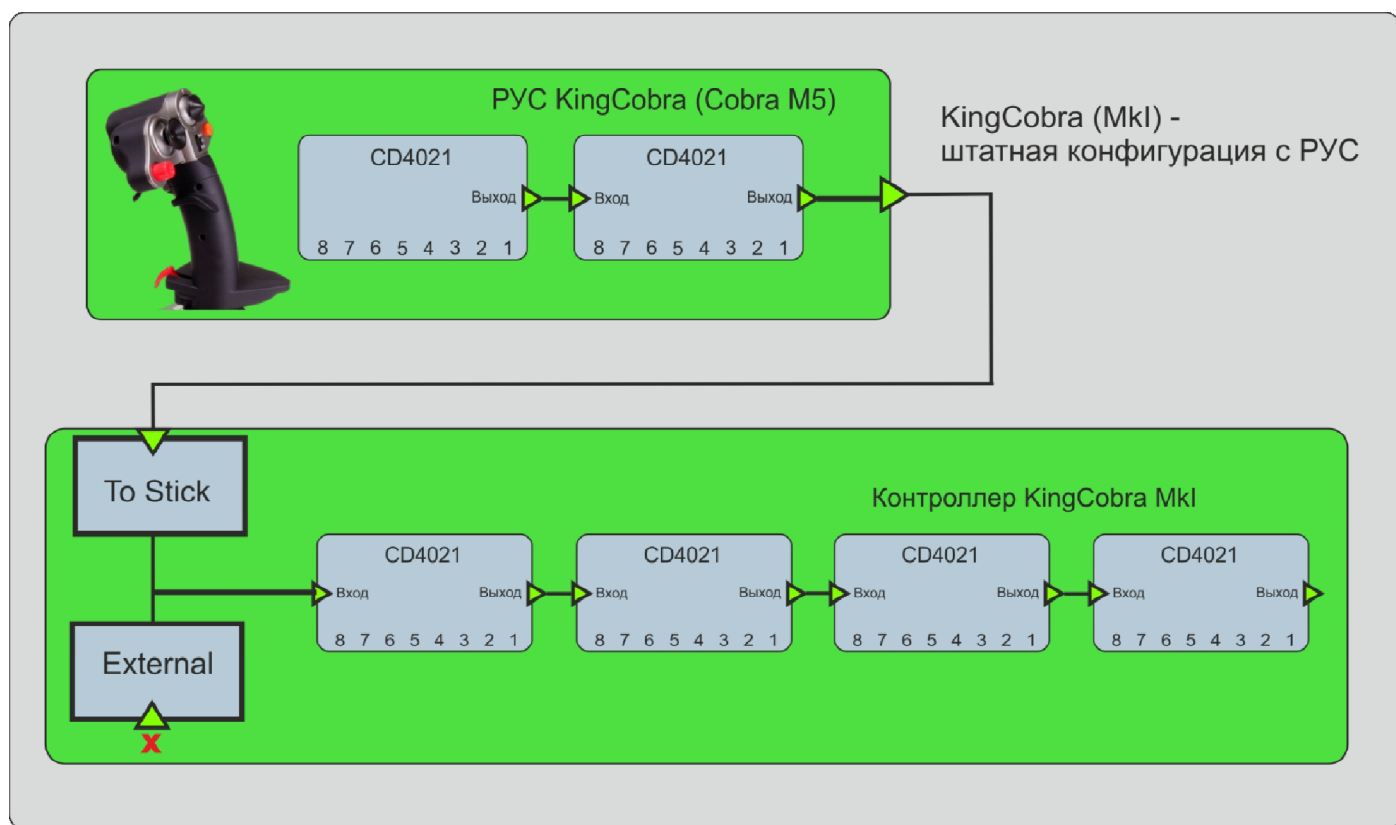 РУС KingCobra (Cobra M5)
KingCobra (MkI) -
штатная конфигурация с РУС
CD4021
Выход
8 7 6 5 4 3 2 1
CD4021
Вход Выход
8 7 6 5 4 3 2 1
To Stick
Контроллер KingCobra MkI
External
x
CD4021
Вход Выход
8 7 6 5 4 3 2 1
CD4021
Вход Выход
8 7 6 5 4 3 2 1
CD4021
Вход Выход
8 7 6 5 4 3 2 1
CD4021
Вход Выход
8 7 6 5 4 3 2 1